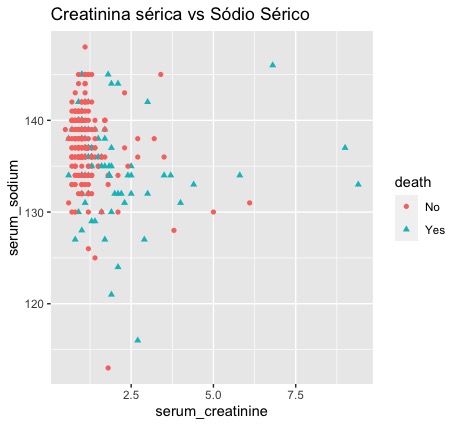 Creatinina sérica vs Sódio Sérico
serum_sodium
140
130
120
2.5
5.0
7.5
serum_creatinine
death
No
Yes